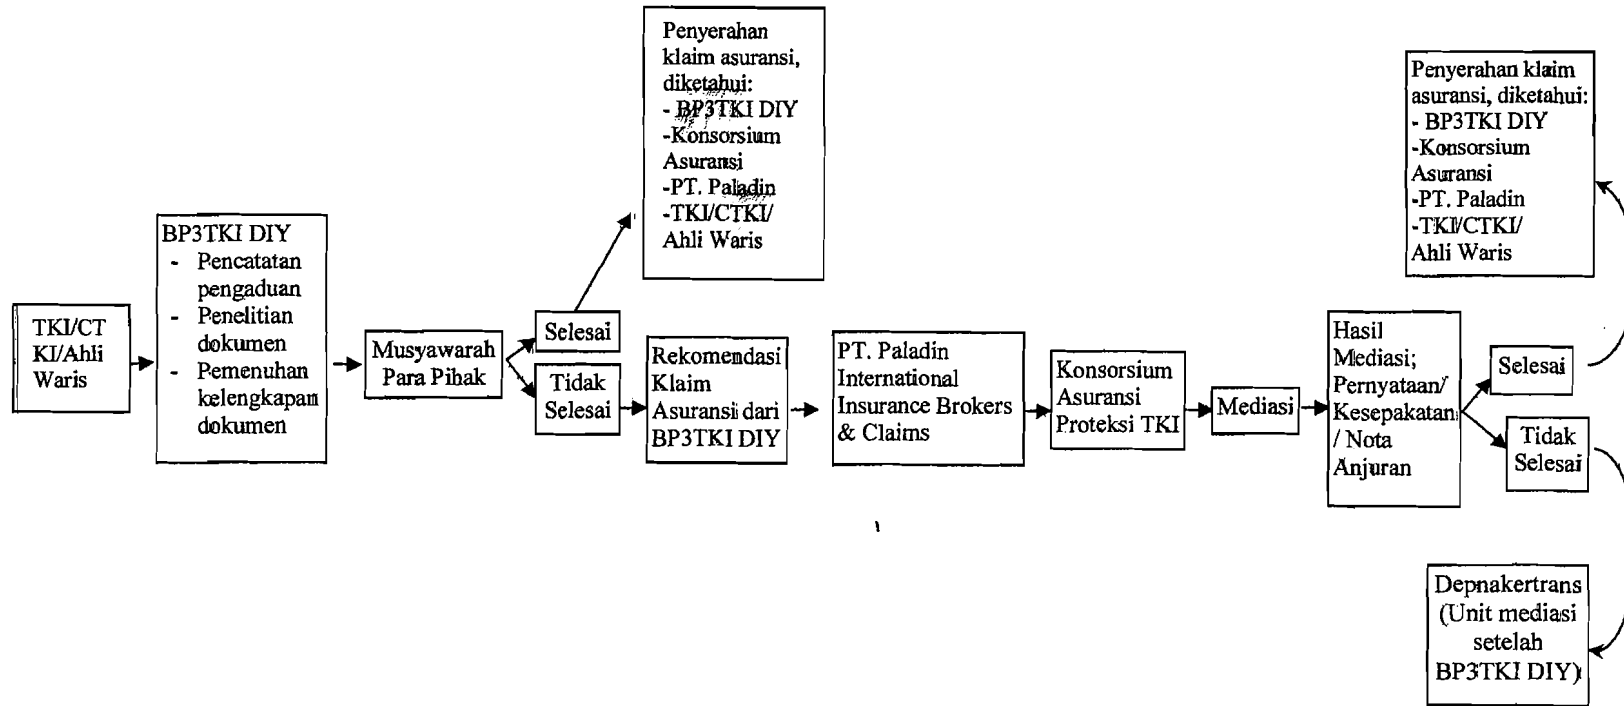 TKI/CT
KI/Ahli
Waris
BP3TKI DIY
- Pencatatan
pengaduan
- Penelitian
dokumen
- Pemenuhan
kelengkapan
dokumen
Musyawarah
Para Pihak
Selesai
Tidak
Selesai
Penyerahan
klaim asuransi,
diketahui:
- BP3TKI DIY
-Konsorsium
Asuransi
-PT. Paladin
-TKI/CTKI/
Ahli Waris
Rekomendasi
Klaim
Asuransi dari
BP3TKI DIY
PT. Paladin
International
Insurance Brokers
& Claims
Konsorsium
Asuransi
Proteksi TKI
Mediasi
Hasil
Mediasi;
Pernyataan/
Kesepakatan
/ Nota
Anjuran
Selesai
Tidak
Selesai
Penyerahan klaim
asuransi, diketahui:
- BP3TKI DIY
-Konsorsium
Asuransi
-PT. Paladin
-TKI/CTKI/
Ahli Waris
Depnakertrans
(Unit mediasi
setelah
BP3TKI DIY)